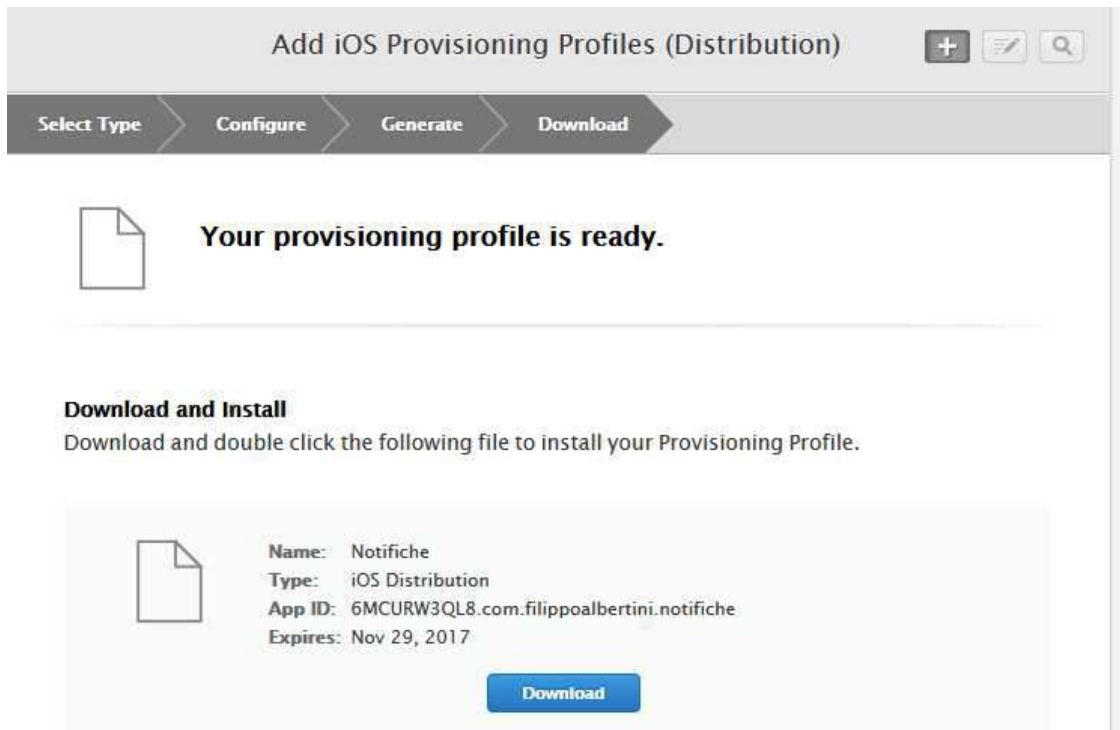 Add iOS Provisioning Profiles (Distribution)
Select Type Configure Generate Download
Your provisioning profile is ready.
Download and Install
Download and double click the following file to install your Provisioning Profile.
Name: Notifiche
Type: iOS Distribution
App ID: 6MCURW3QL8.com.filippoalbertini.notifiche
Expires: Nov 29, 2017
Download